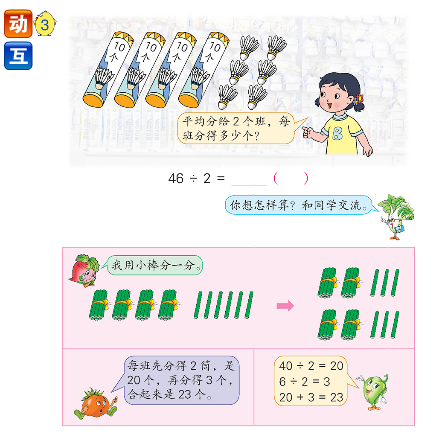 动 3
互
10个 10个 10个 10个
平均分给2个班，每
班分得多少个？
46 ÷ 2 = _____ ( )
你想怎样算？和同学交流。
我用小棒分一分。
每班先分得2筒，是
20个，再分得3个，
合起来是23个。
40 ÷ 2 = 20
6 ÷ 2 = 3
20 + 3 = 23